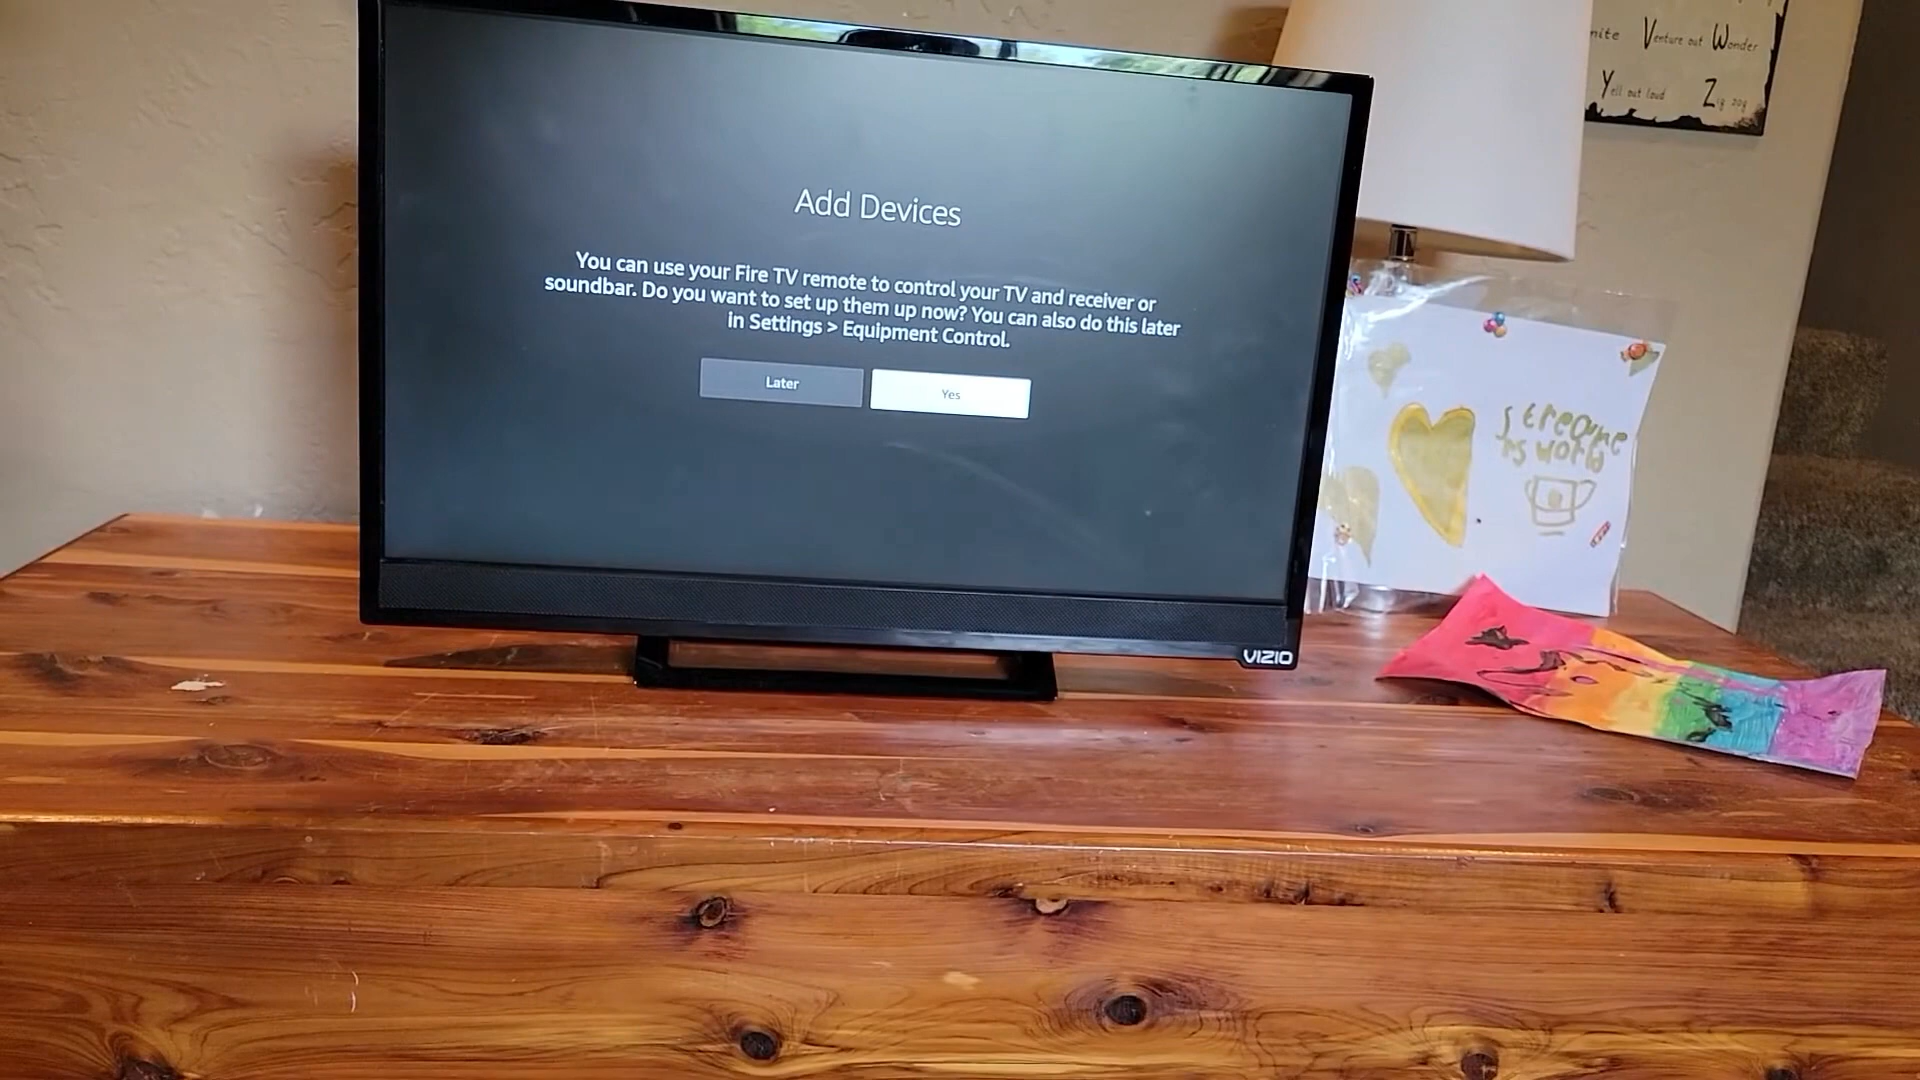 Venture out Wonder
Yell out loud Zig zag
Add Devices
You can use your Fire TV remote to control your TV and receiver or
soundbar. Do you want to set up them up now? You can also do this later
in Settings > Equipment Control.
Later Yes
VIZIO
world